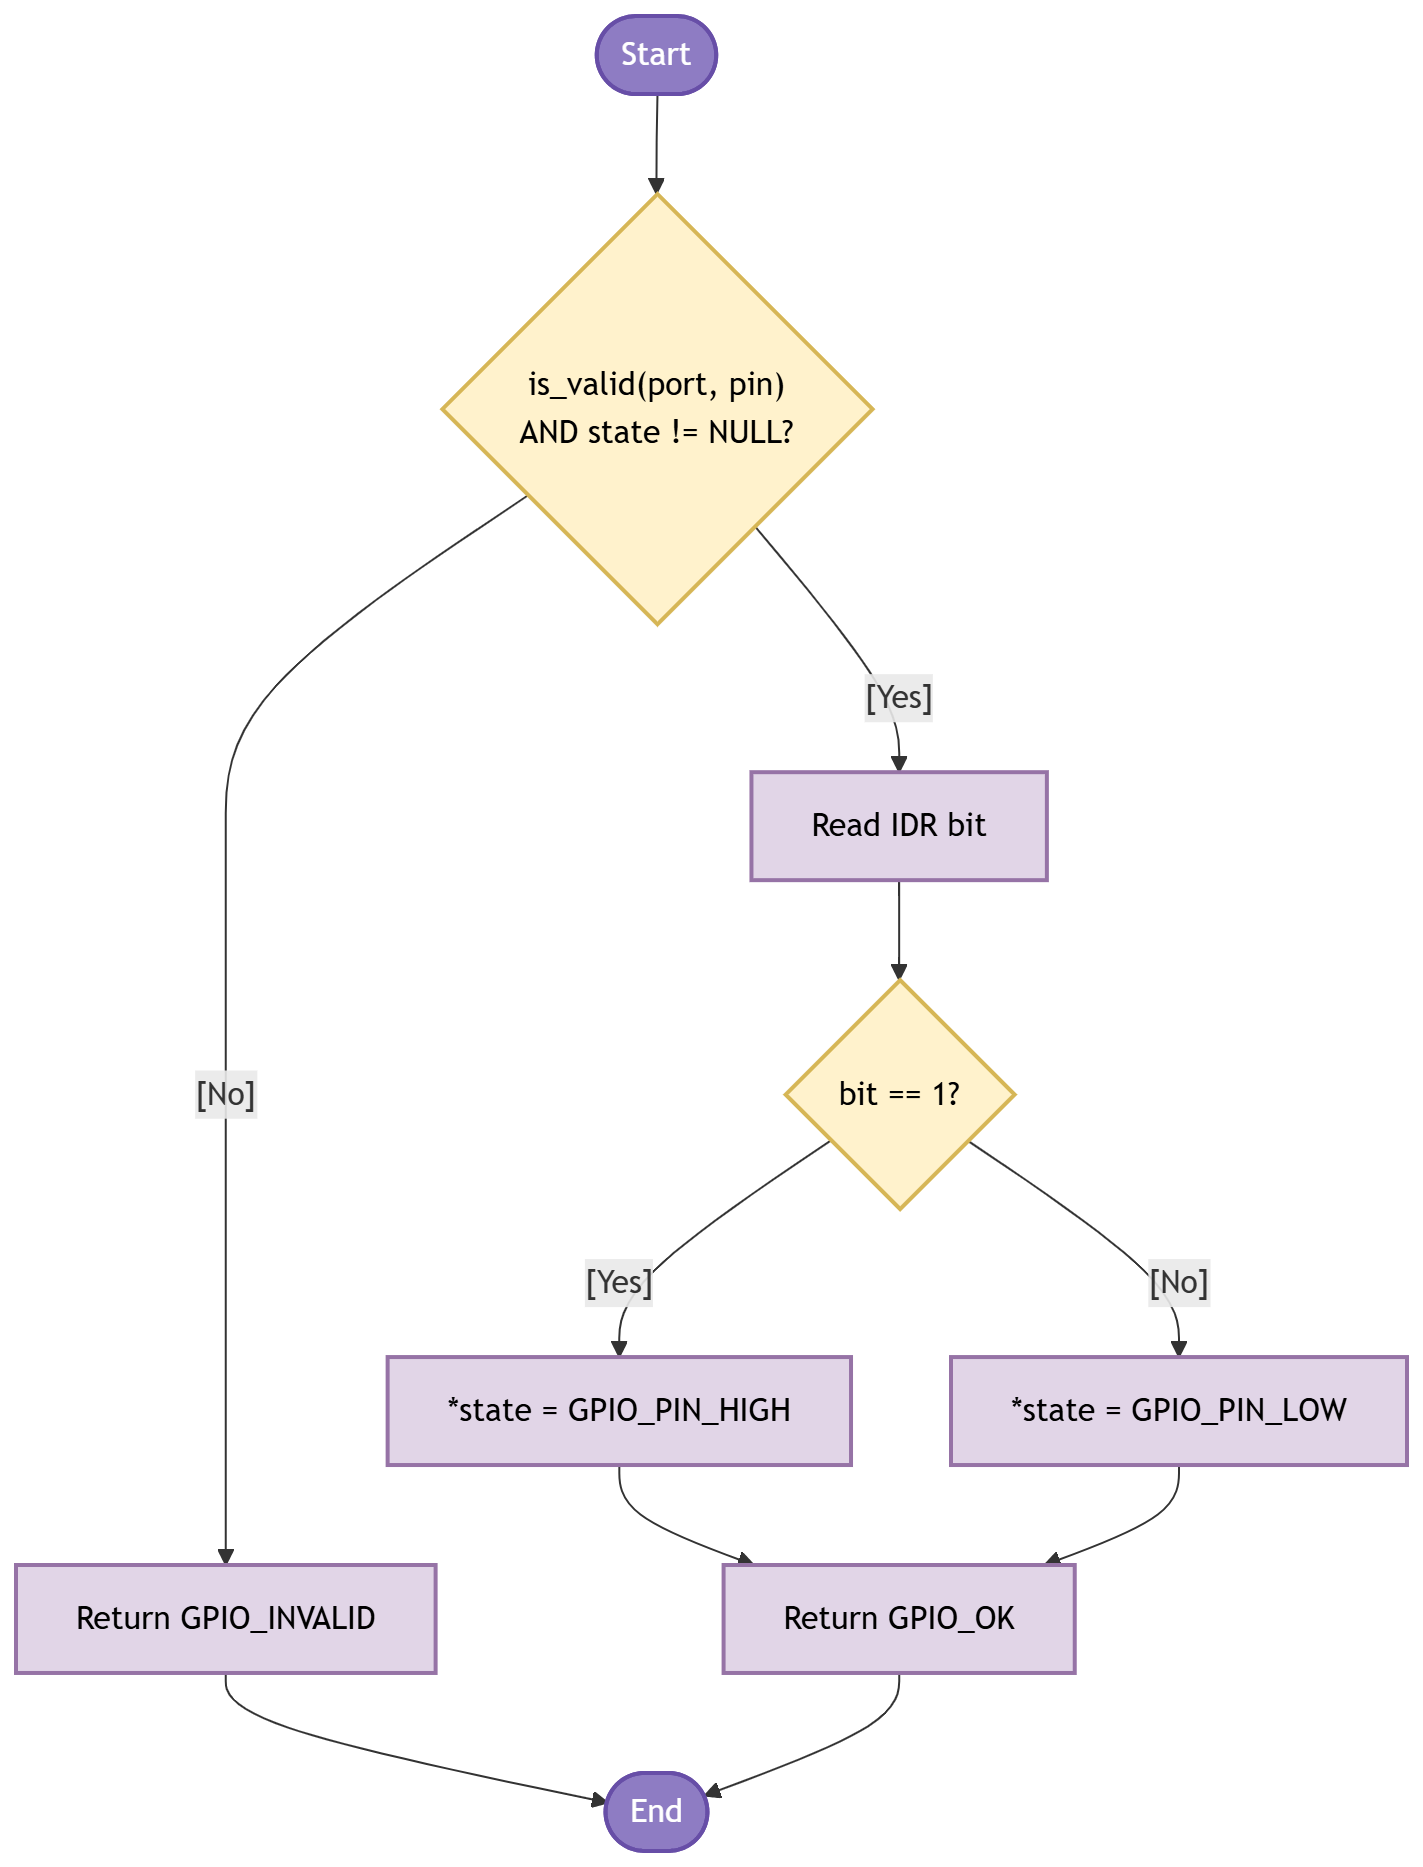 Start
is_valid(port, pin)
AND state != NULL?
[Yes]
Read IDR bit
[No]
bit == 1?
[Yes]
[No]
*state = GPIO_PIN_HIGH
*state = GPIO_PIN_LOW
Return GPIO_INVALID
Return GPIO_OK
End